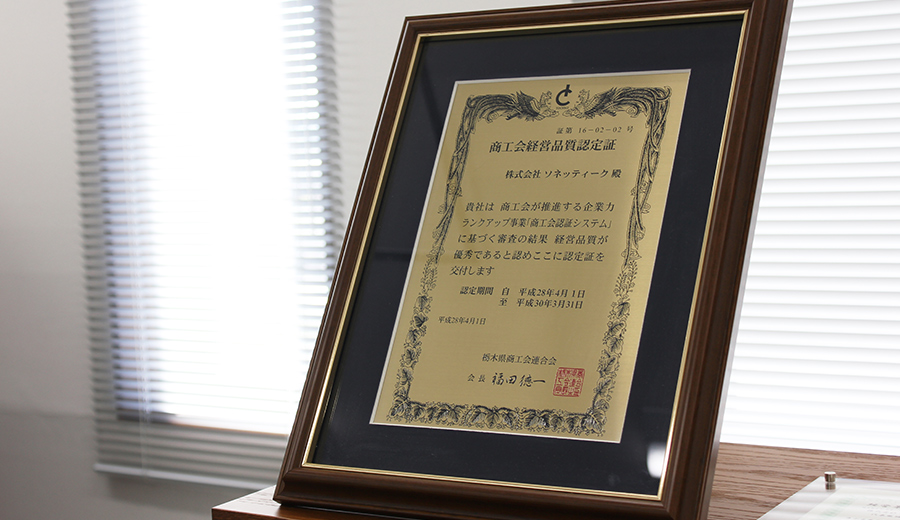 証第 16－02－02 号
商工会経営品質認定証
株式会社 ソネッティーク 殿
貴社は 商工会が推進する企業力
ランクアップ事業「商工会認証システム」
に基づく審査の結果 経営品質が
優秀であると認めここに認定証を
交付します
認定期間 自 平成28年4月1日
至 平成30年3月31日
平成28年4月1日
栃木県商工会連合会
会長 福田徳一